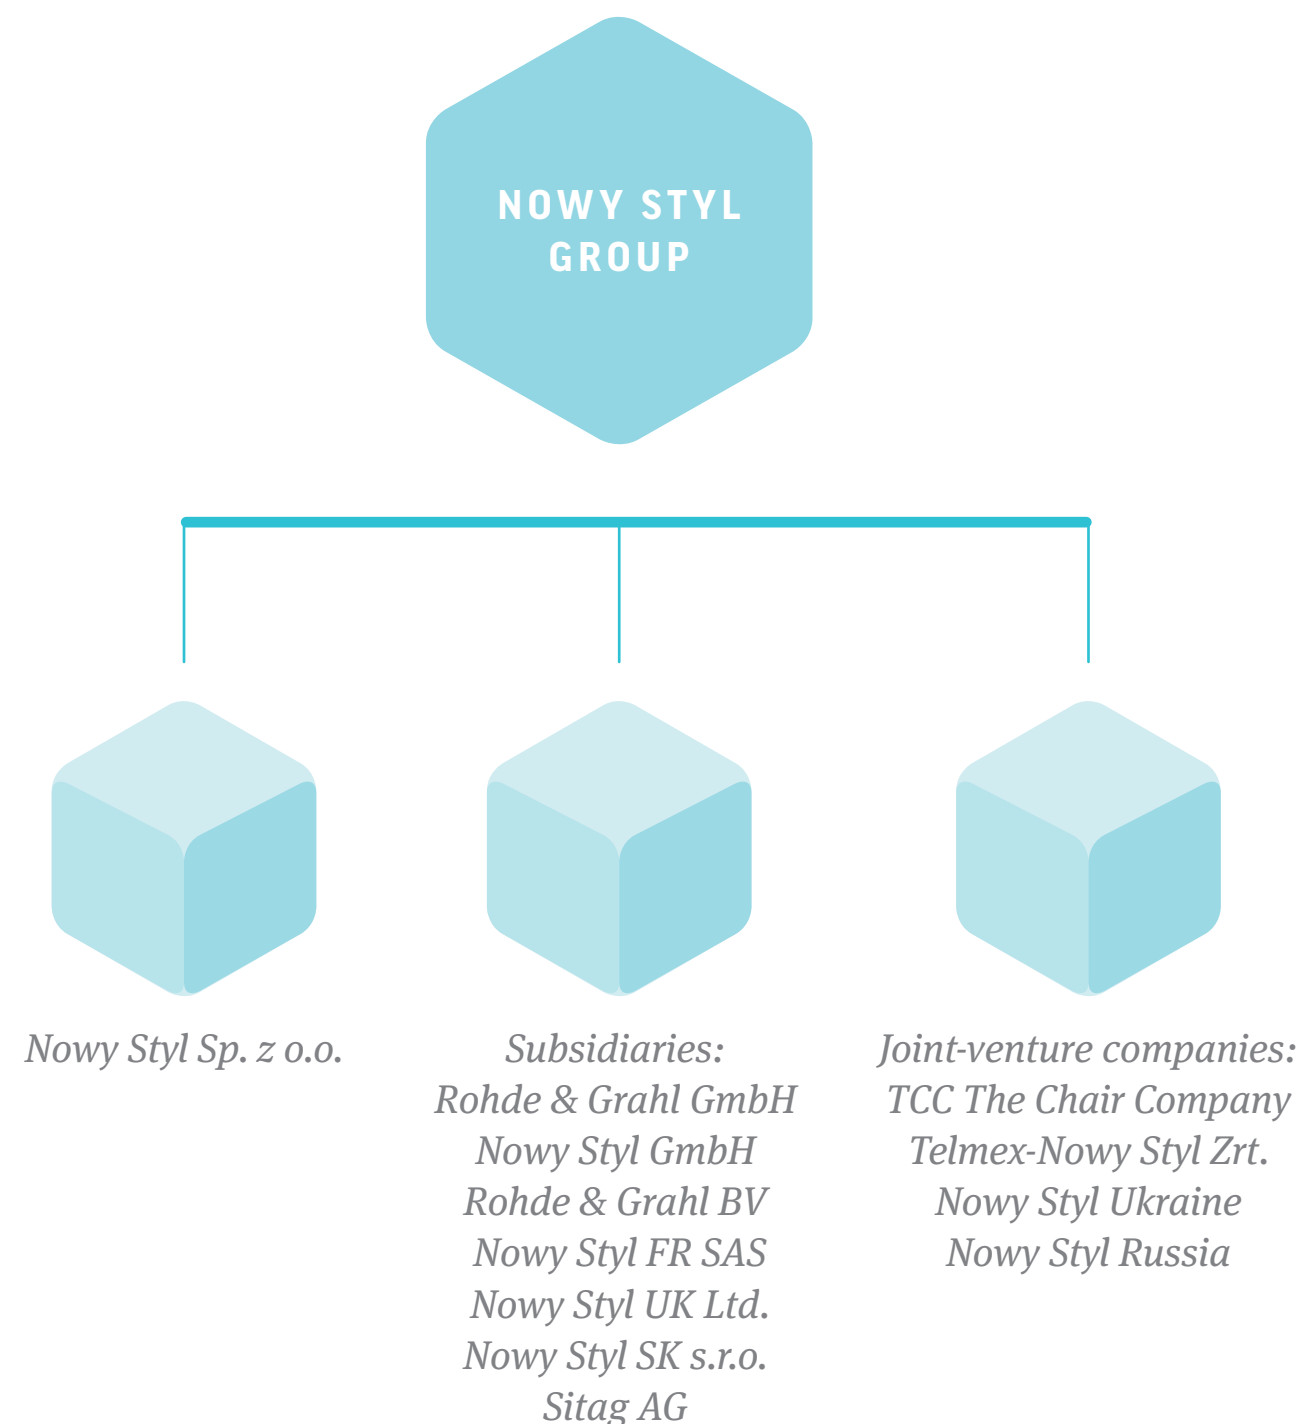 NOWY STYL
GROUP
Nowy Styl Sp. z o.o.
Subsidiaries:
Rohde & Grahl GmbH
Nowy Styl GmbH
Rohde & Grahl BV
Nowy Styl FR SAS
Nowy Styl UK Ltd.
Nowy Styl SK s.r.o.
Sitag AG
Joint-venture companies:
TCC The Chair Company
Telmex-Nowy Styl Zrt.
Nowy Styl Ukraine
Nowy Styl Russia